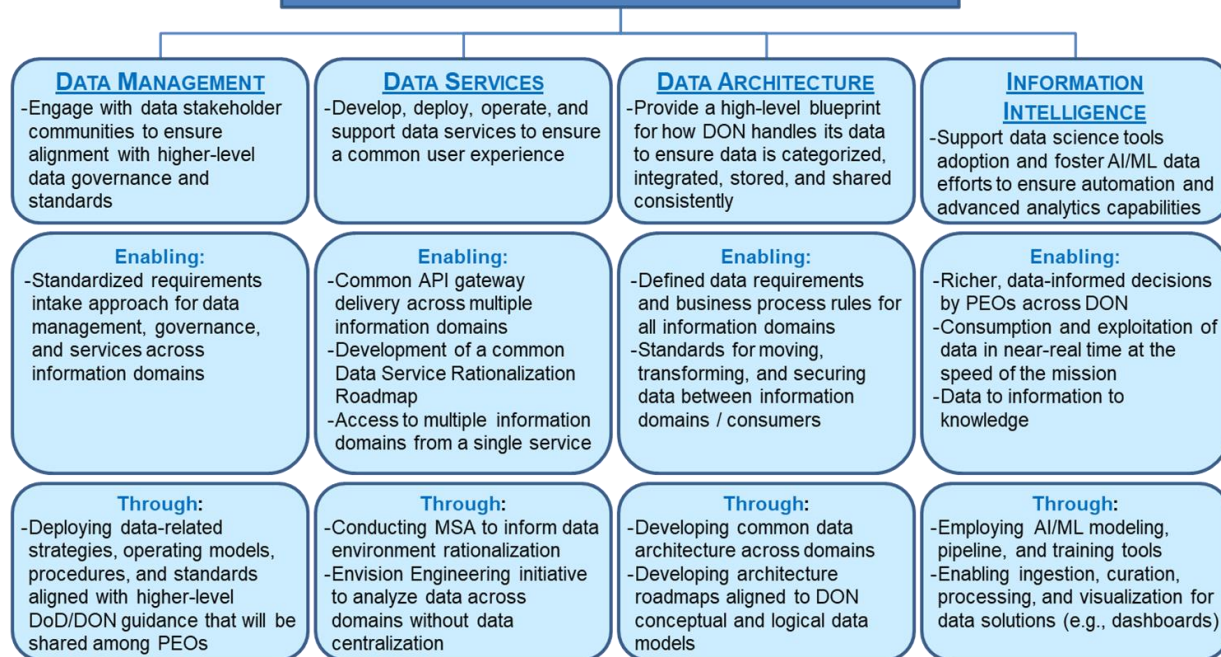 DATA MANAGEMENT
-Engage with data stakeholder
communities to ensure
alignment with higher-level
data governance and
standards
DATA SERVICES
-Develop, deploy, operate, and
support data services to ensure
a common user experience
DATA ARCHITECTURE
-Provide a high-level blueprint
for how DON handles its data
to ensure data is categorized,
integrated, stored, and shared
consistently
INFORMATION
INTELLIGENCE
-Support data science tools
adoption and foster AI/ML data
efforts to ensure automation and
advanced analytics capabilities
Enabling:
-Standardized requirements
intake approach for data
management, governance,
and services across
information domains
Enabling:
-Common API gateway
delivery across multiple
information domains
-Development of a common
Data Service Rationalization
Roadmap
-Access to multiple information
domains from a single service
Enabling:
-Defined data requirements
and business process rules for
all information domains
-Standards for moving,
transforming, and securing
data between information
domains / consumers
Enabling:
-Richer, data-informed decisions
by PEOs across DON
-Consumption and exploitation of
data in near-real time at the
speed of the mission
-Data to information to
knowledge
Through:
-Deploying data-related
strategies, operating models,
procedures, and standards
aligned with higher-level
DoD/DON guidance that will be
shared among PEOs
Through:
-Conducting MSA to inform data
environment rationalization
-Envision Engineering initiative
to analyze data across
domains without data
centralization
Through:
-Developing common data
architecture across domains
-Developing architecture
roadmaps aligned to DON
conceptual and logical data
models
Through:
-Employing AI/ML modeling,
pipeline, and training tools
-Enabling ingestion, curation,
processing, and visualization for
data solutions (e.g., dashboards)